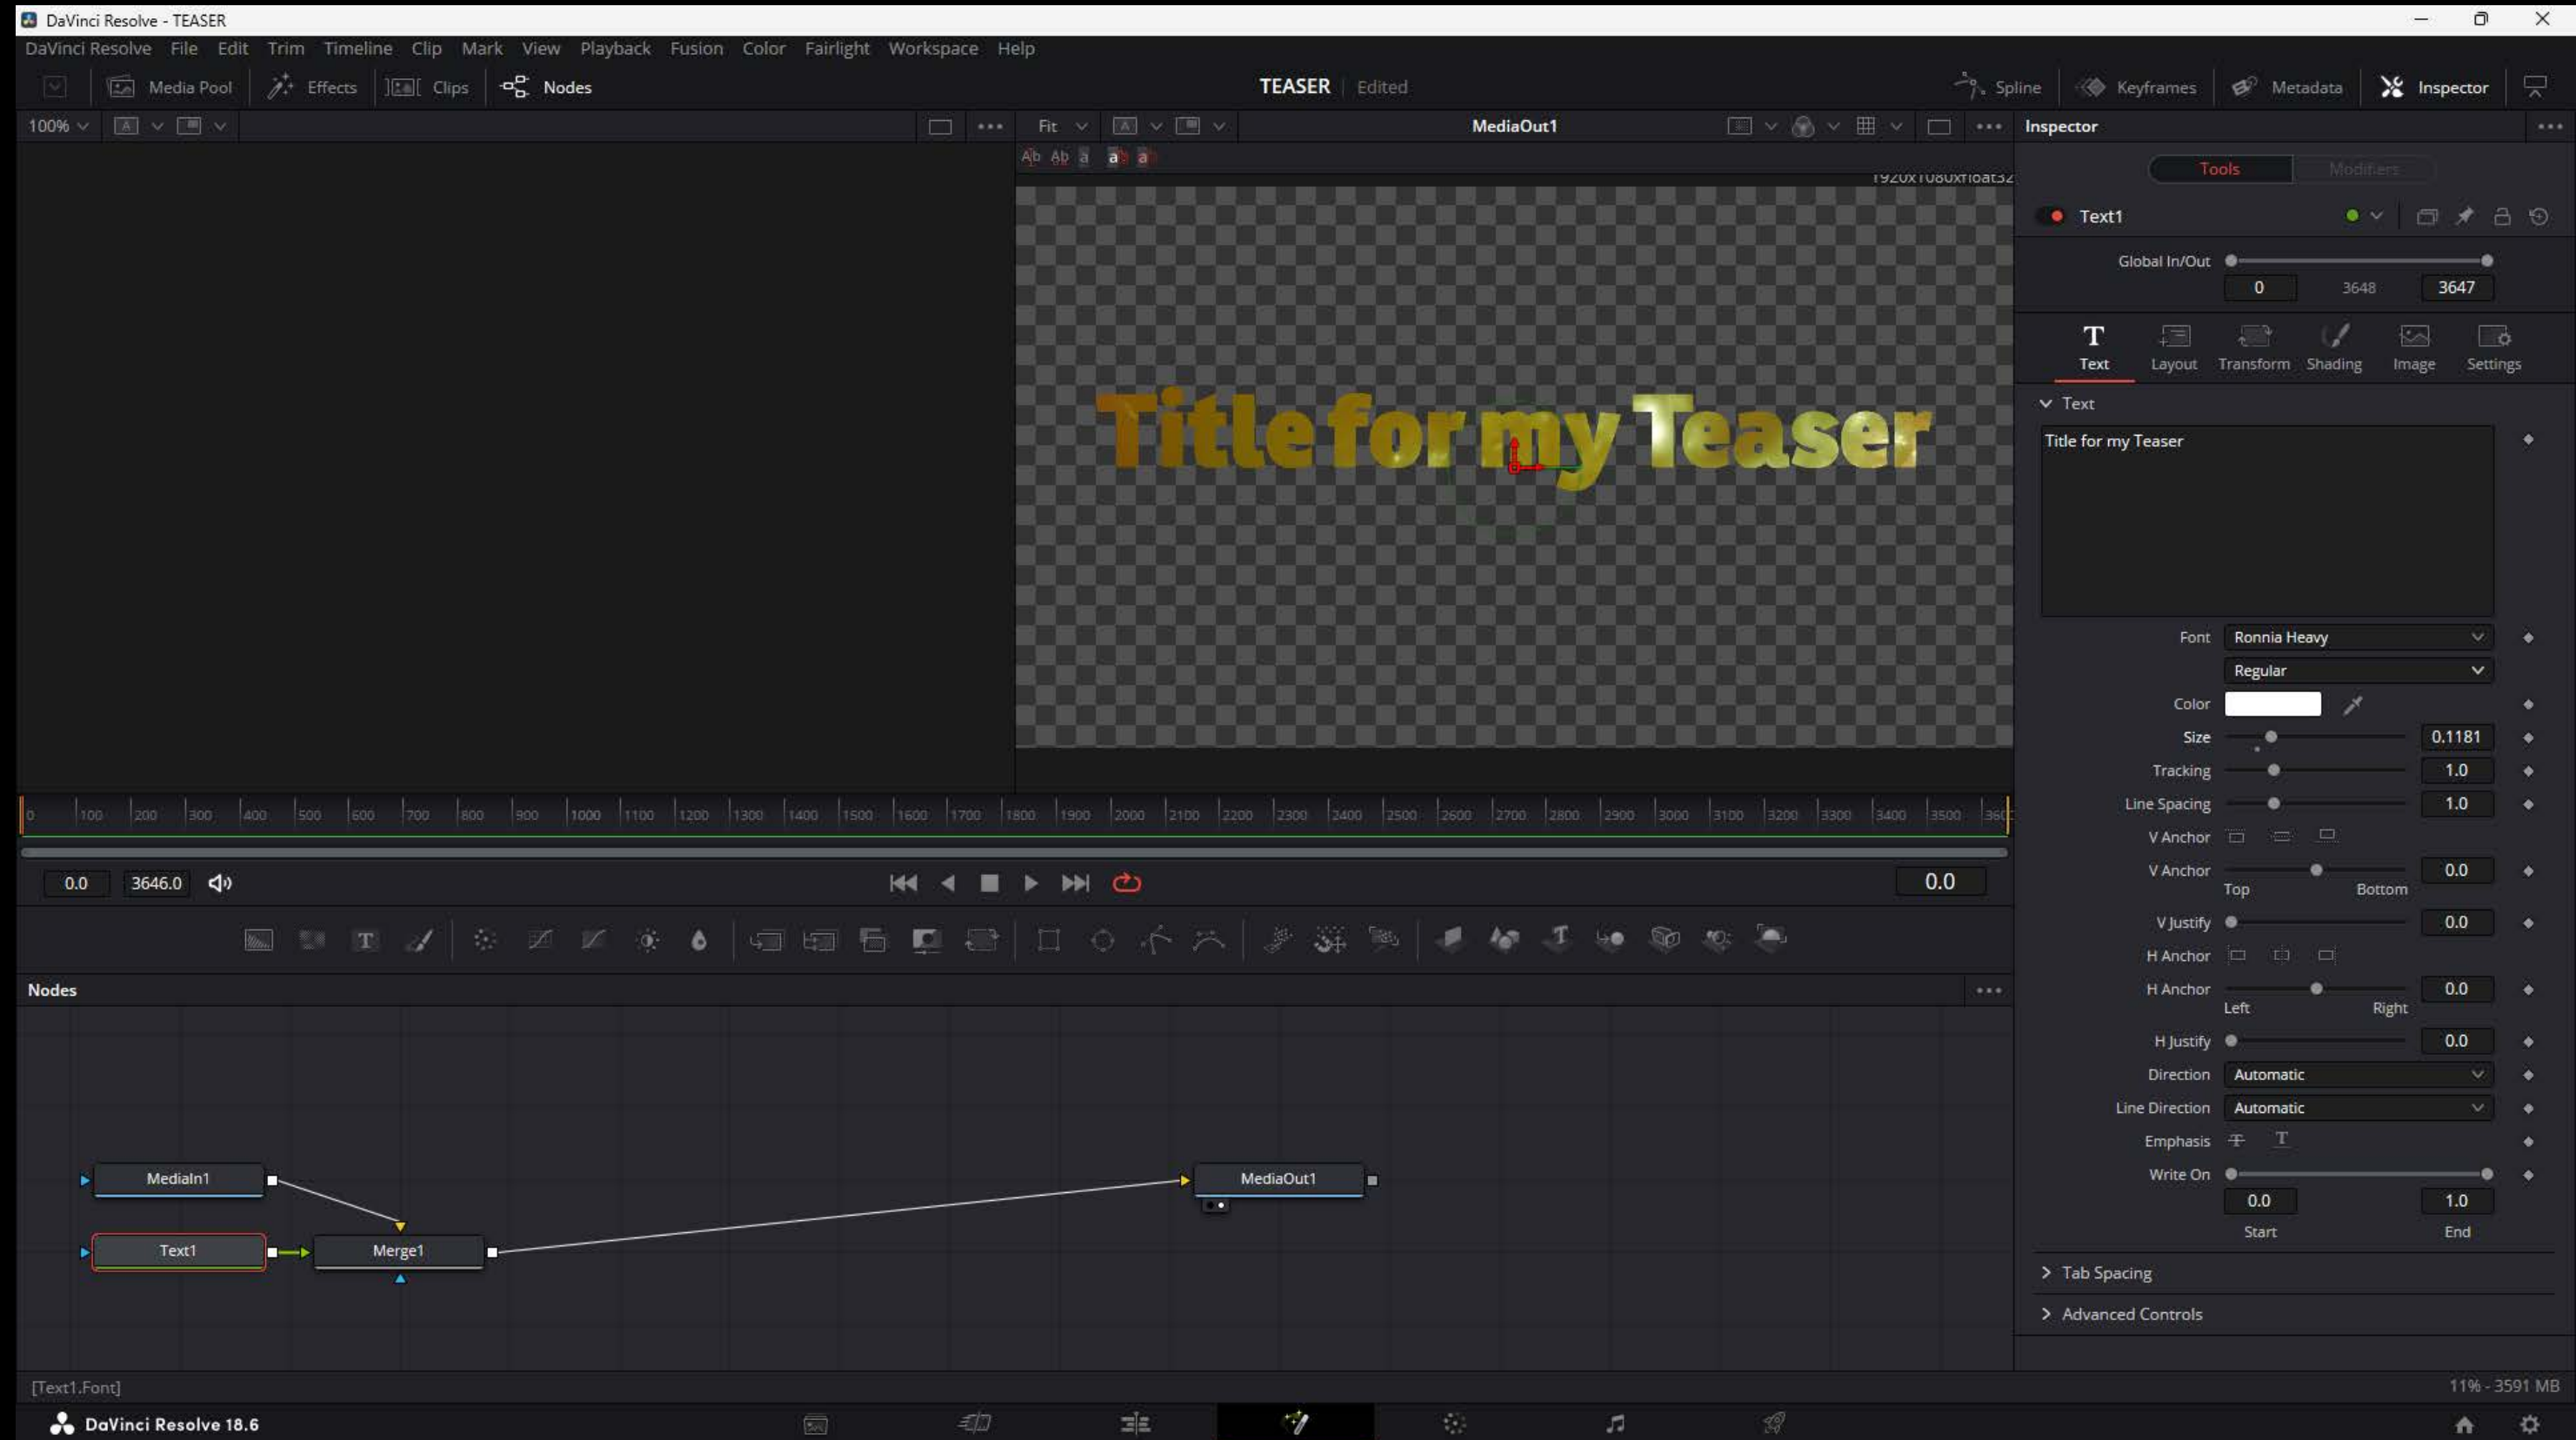 DaVinci Resolve - TEASER
DaVinci Resolve File Edit Trim Timeline Clip Mark View Playback Fusion Color Fairlight Workspace Help
Media Pool Effects Clips Nodes TEASER Edited Spline Keyframes Metadata Inspector
100% Fit MediaOut1 Inspector
Ab Ab a ab ab
1920x1080xfloat32
Tools Modifiers
Text1
Global In/Out
0 3648 3647
T
Text Layout Transform Shading Image Settings
Text
Title for my Teaser
Title for my Teaser
Font Ronnia Heavy
Regular
Color
Size 0.1181
Tracking 1.0
Line Spacing 1.0
V Anchor
V Anchor 0.0
Top Bottom
V Justify 0.0
H Anchor
H Anchor 0.0
Left Right
H Justify 0.0
Direction Automatic
Line Direction Automatic
Emphasis T T
Write On
0.0 1.0
Start End
Tab Spacing
Advanced Controls
0 100 200 300 400 500 600 700 800 900 1000 1100 1200 1300 1400 1500 1600 1700 1800 1900 2000 2100 2200 2300 2400 2500 2600 2700 2800 2900 3000 3100 3200 3300 3400 3500
0.0 3646.0 0.0
T T
Nodes
MediaIn1 MediaOut1
Text1 Merge1
[Text1.Font] 11% - 3591 MB
DaVinci Resolve 18.6